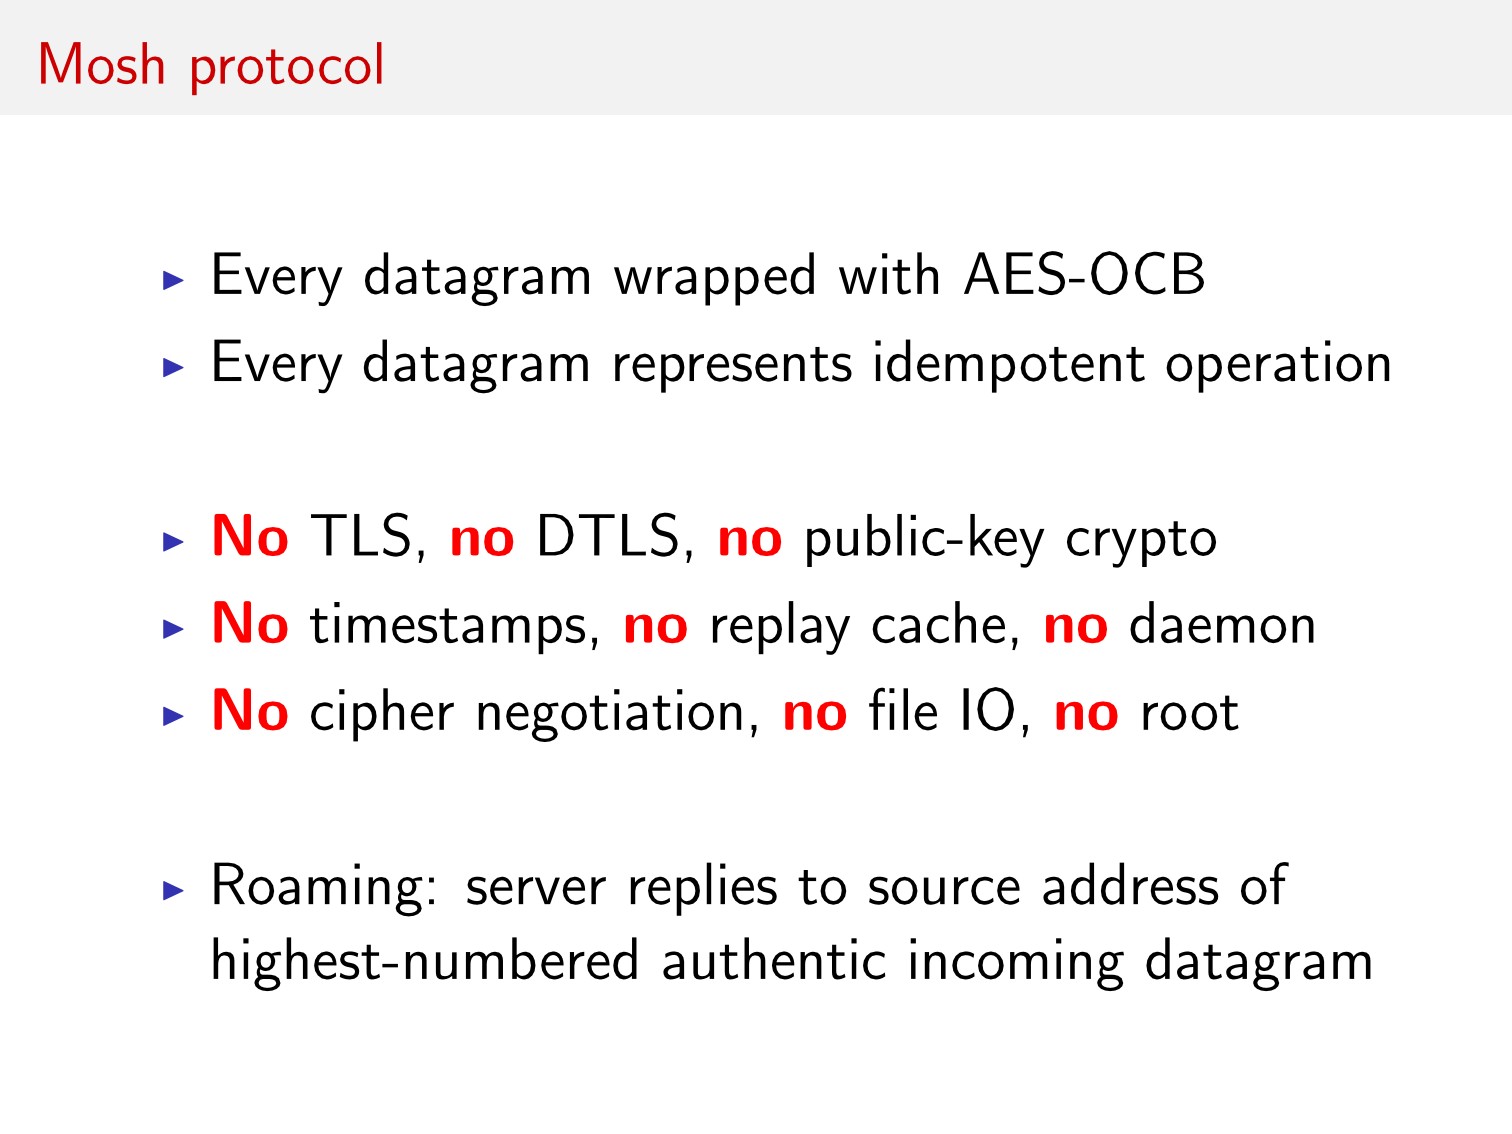 Mosh protocol
▶ Every datagram wrapped with AES-OCB
▶ Every datagram represents idempotent operation
▶ No TLS, no DTLS, no public-key crypto
▶ No timestamps, no replay cache, no daemon
▶ No cipher negotiation, no file IO, no root
▶ Roaming: server replies to source address of
highest-numbered authentic incoming datagram